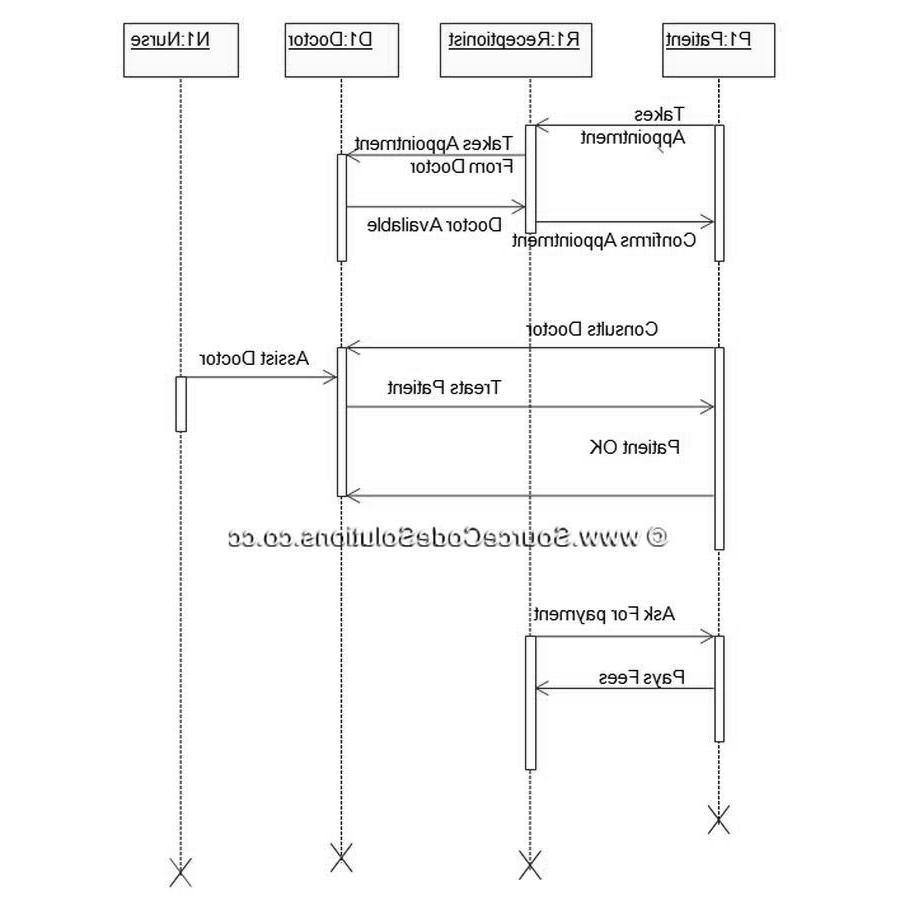 P1:Patient
R1:Receptionist
D1:Doctor
N1:Nurse
Takes
Appointment
Takes Appointment
From Doctor
Doctor Available
Confirms Appointment
Consults Doctor
Assist Doctor
Treats Patient
Patient OK
© www.SourceCodeSolutions.co.cc
Ask For payment
Pays Fees